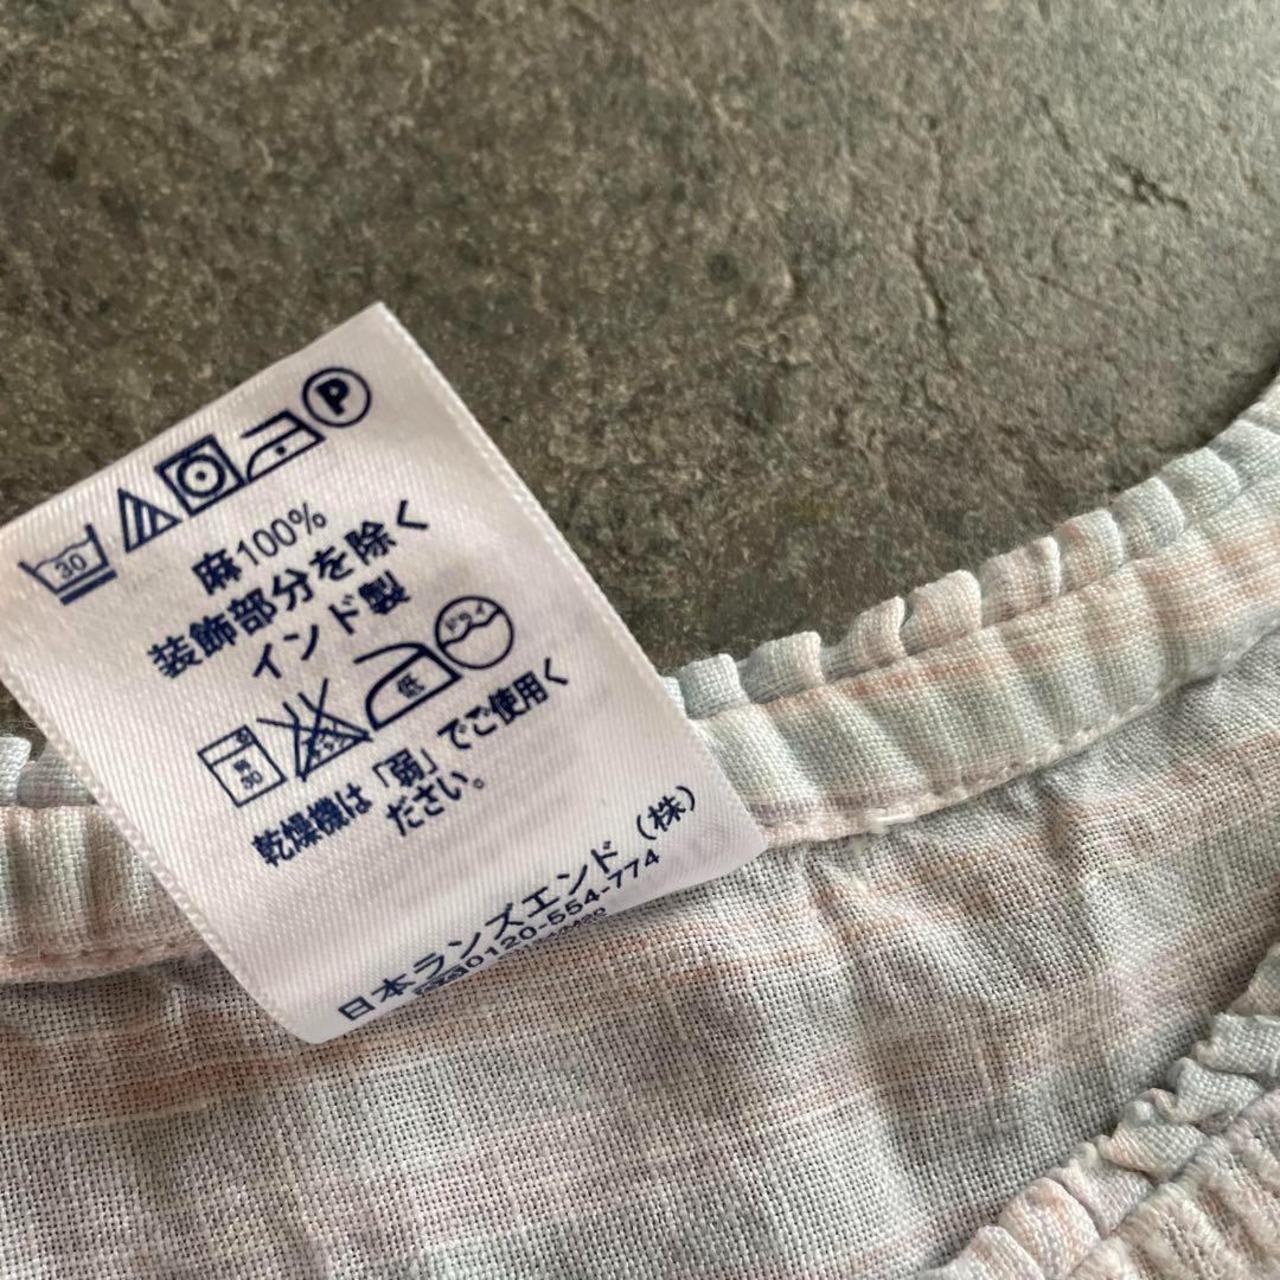 30 P
麻100%
装飾部分を除く
インド製
30 低 ドライ
乾燥機は「弱」でご使用く
ださい。
日本ランズエンド（株）
0120-554-774